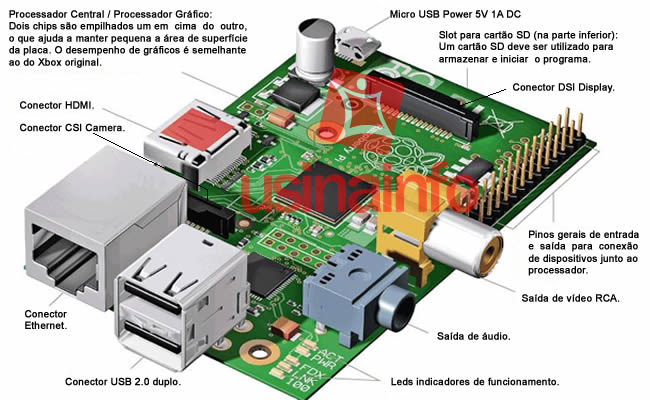 Processador Central / Processador Gráfico:
Dois chips são empilhados um em cima do outro,
o que ajuda a manter pequena a área de superfície
da placa. O desempenho de gráficos é semelhante
ao do Xbox original.
Micro USB Power 5V 1A DC
Slot para cartão SD (na parte inferior):
Um cartão SD deve ser utilizado para
armazenar e iniciar o programa.
Conector DSI Display.
Conector HDMI.
Conector CSI Camera.
usinainfo
Pinos gerais de entrada
e saída para conexão
de dispositivos junto ao
processador.
Saída de vídeo RCA.
Conector
Ethernet.
Saída de áudio.
ACT
PWR
FDX
LNK
100
Conector USB 2.0 duplo.
Leds indicadores de funcionamento.